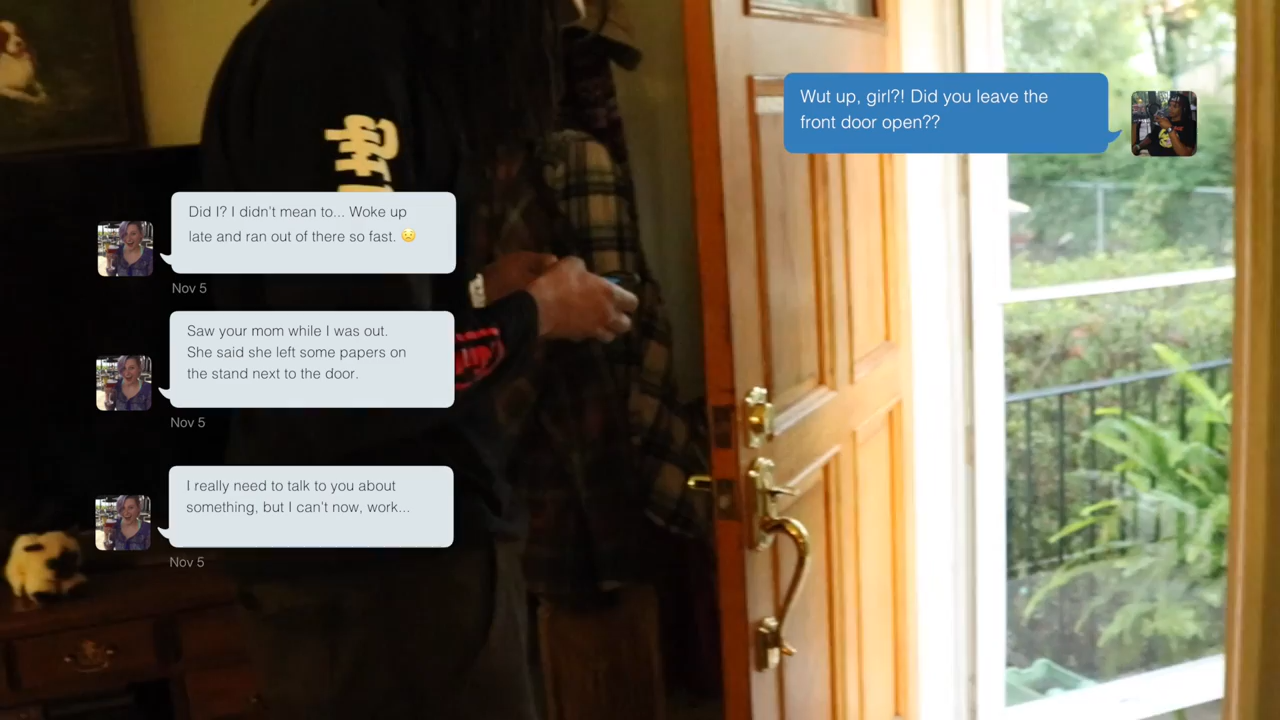 Wut up, girl?! Did you leave the
front door open??
Did I? I didn't mean to... Woke up
late and ran out of there so fast. 😟
Nov 5
Saw your mom while I was out.
She said she left some papers on
the stand next to the door.
Nov 5
I really need to talk to you about
something, but I can't now, work...
Nov 5